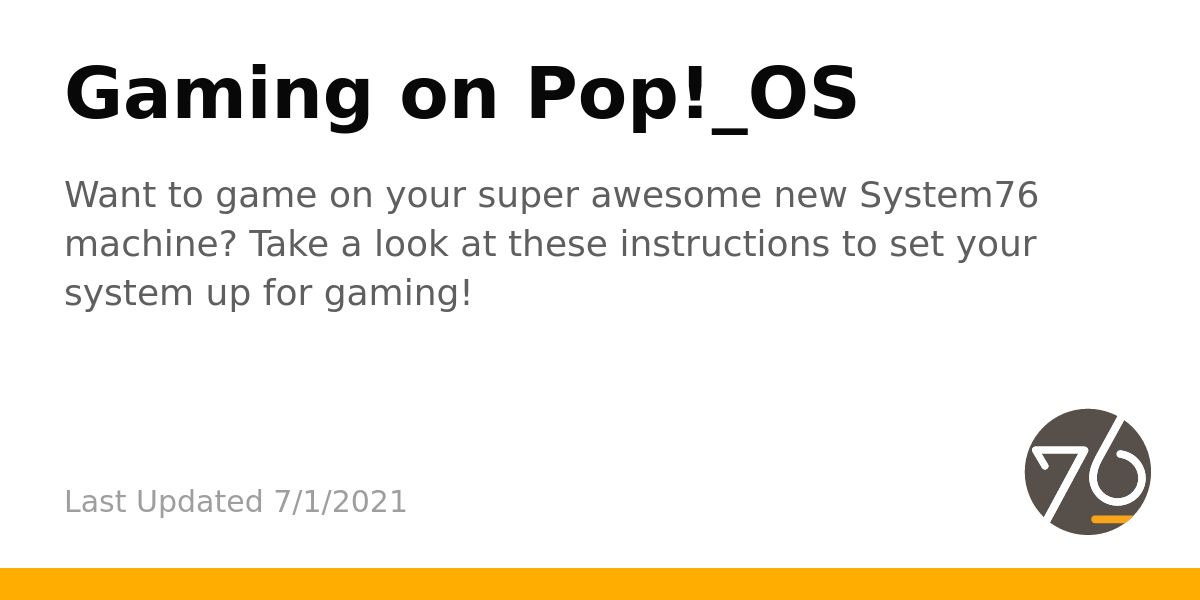 Gaming on Pop!_OS
Want to game on your super awesome new System76
machine? Take a look at these instructions to set your
system up for gaming!
Last Updated 7/1/2021
76